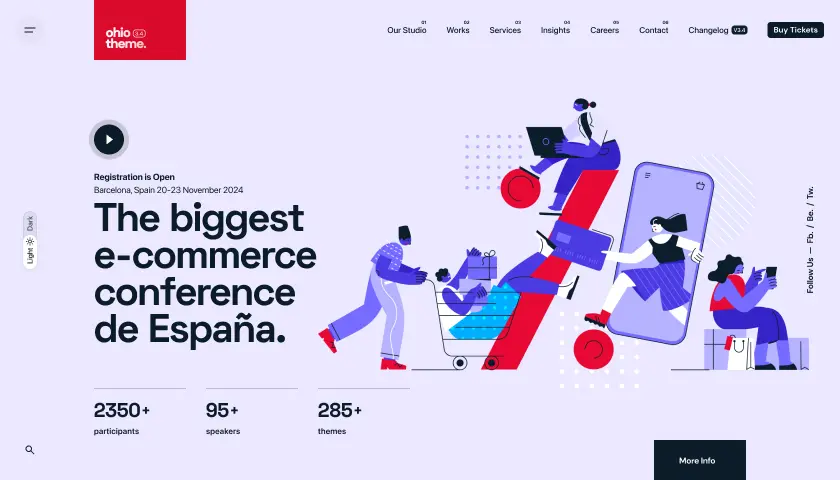 ohio 3.4
theme.
01 02 03 04 05 06
Our Studio Works Services Insights Careers Contact Changelog V3.4 Buy Tickets
Registration is Open
Barcelona, Spain 20-23 November 2024
The biggest
e-commerce
conference
de España.
2350+ 95+ 285+
participants speakers themes
Light Dark
Follow Us — Fb. / Be. / Tw.
More Info